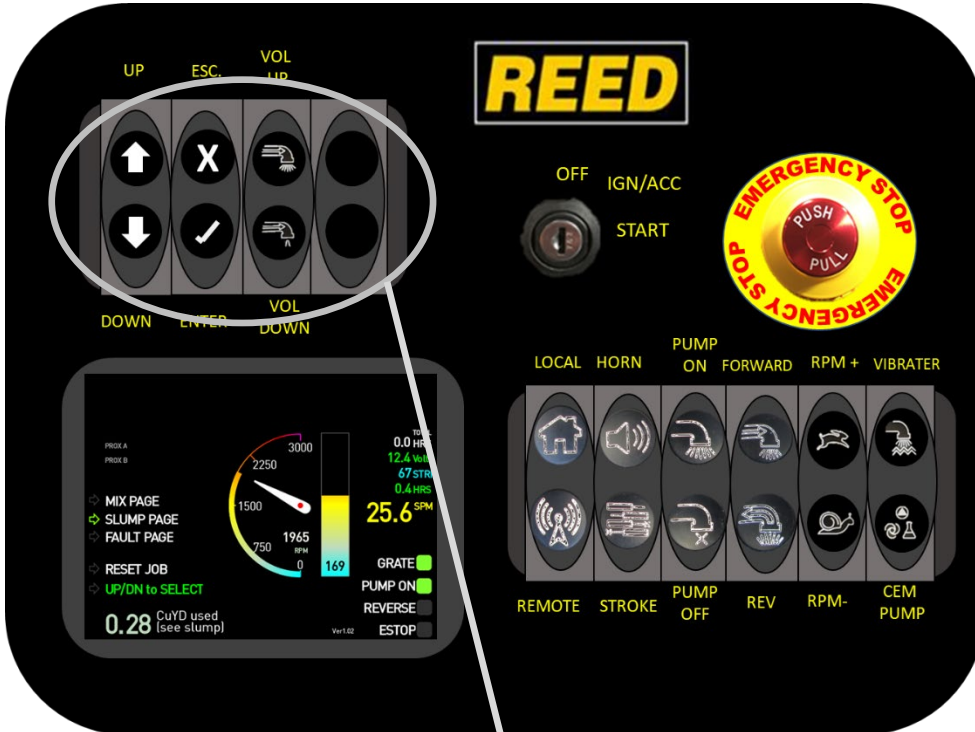 UP
ESC.
VOL
UP
X
DOWN
ENTER
VOL
DOWN
REED
OFF
IGN/ACC
START
EMERGENCY STOP
PUSH
PULL
EMERGENCY STOP
LOCAL
HORN
PUMP
ON
FORWARD
RPM +
VIBRATER
REMOTE
STROKE
PUMP
OFF
REV
RPM-
CEM
PUMP
PROX A
PROX B
MIX PAGE
SLUMP PAGE
FAULT PAGE
RESET JOB
UP/DN to SELECT
0.28 CuYD used
(see slump)
3000
2250
1500
750
0
1965
RPM
169
0.0 HR
12.4 Volt
67 STR
0.4 HRS
25.6 SPM
GRATE
PUMP ON
REVERSE
ESTOP
Ver1.02